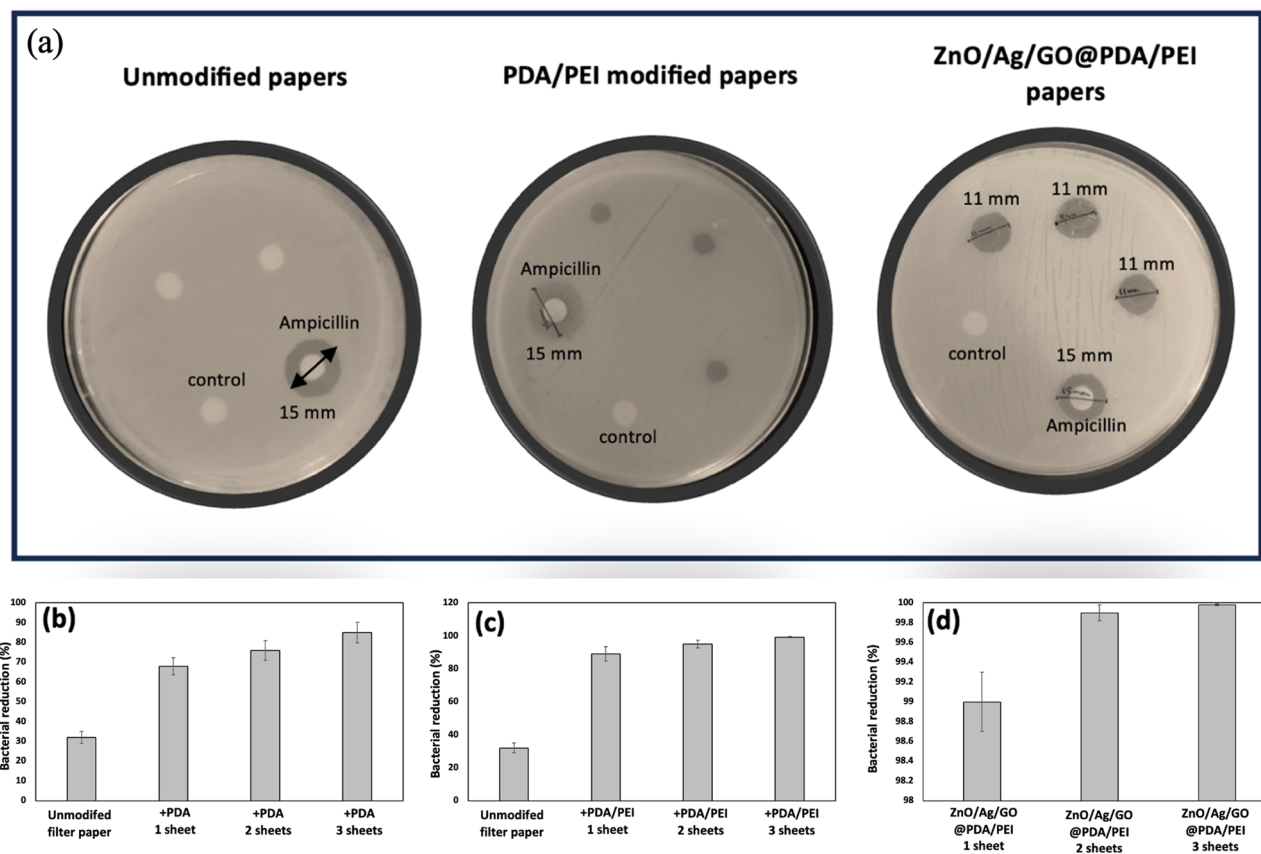 (a)
Unmodified papers
PDA/PEI modified papers
ZnO/Ag/GO@PDA/PEI
papers
Ampicillin
control
15 mm
Ampicillin
15 mm
control
11 mm
11 mm
11 mm
control
15 mm
15mm
Ampicillin
(b)
Bacterial reduction (%)
100
90
80
70
60
50
40
30
20
10
0
Unmodifed
filter paper
+PDA
1 sheet
+PDA
2 sheets
+PDA
3 sheets
(c)
Bacterial reduction (%)
120
100
80
60
40
20
0
Unmodifed
filter paper
+PDA/PEI
1 sheet
+PDA/PEI
2 sheets
+PDA/PEI
3 sheets
(d)
Bacterial reduction (%)
100
99.8
99.6
99.4
99.2
99
98.8
98.6
98.4
98.2
98
ZnO/Ag/GO
@PDA/PEI
1 sheet
ZnO/Ag/GO
@PDA/PEI
2 sheets
ZnO/Ag/GO
@PDA/PEI
3 sheets